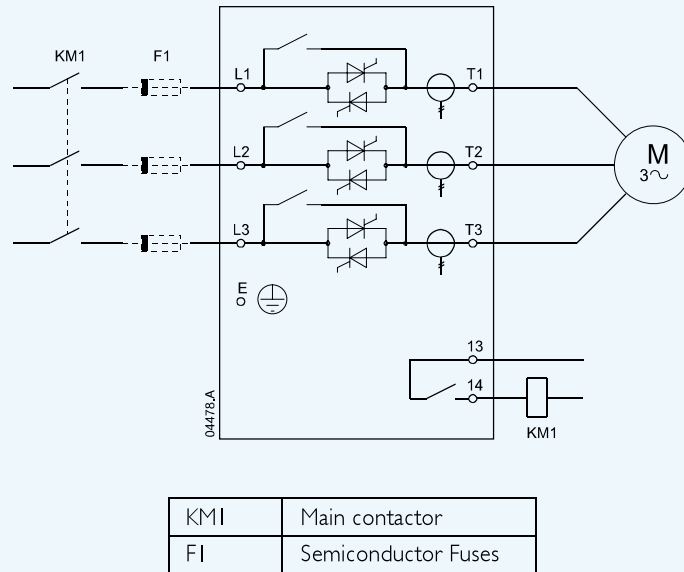 KM1 F1 L1 T1
L2 T2
M
3~
L3 T3
E
13
14
KM1
04478.A
KM1 Main contactor
F1 Semiconductor Fuses